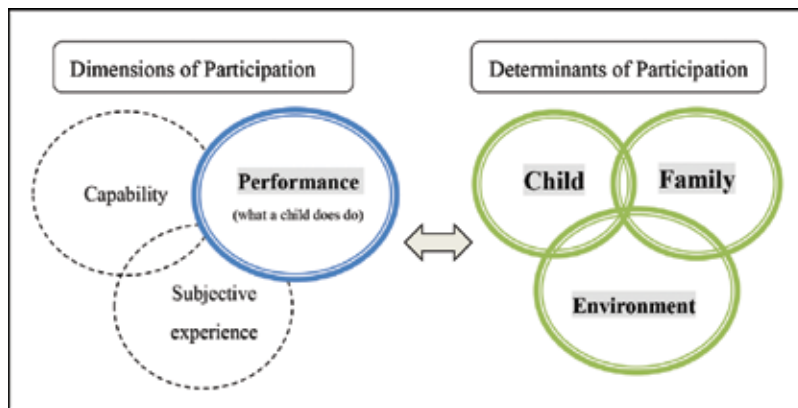 Dimensions of Participation
Capability
Performance
(what a child does do)
Subjective
experience
Determinants of Participation
Child
Family
Environment